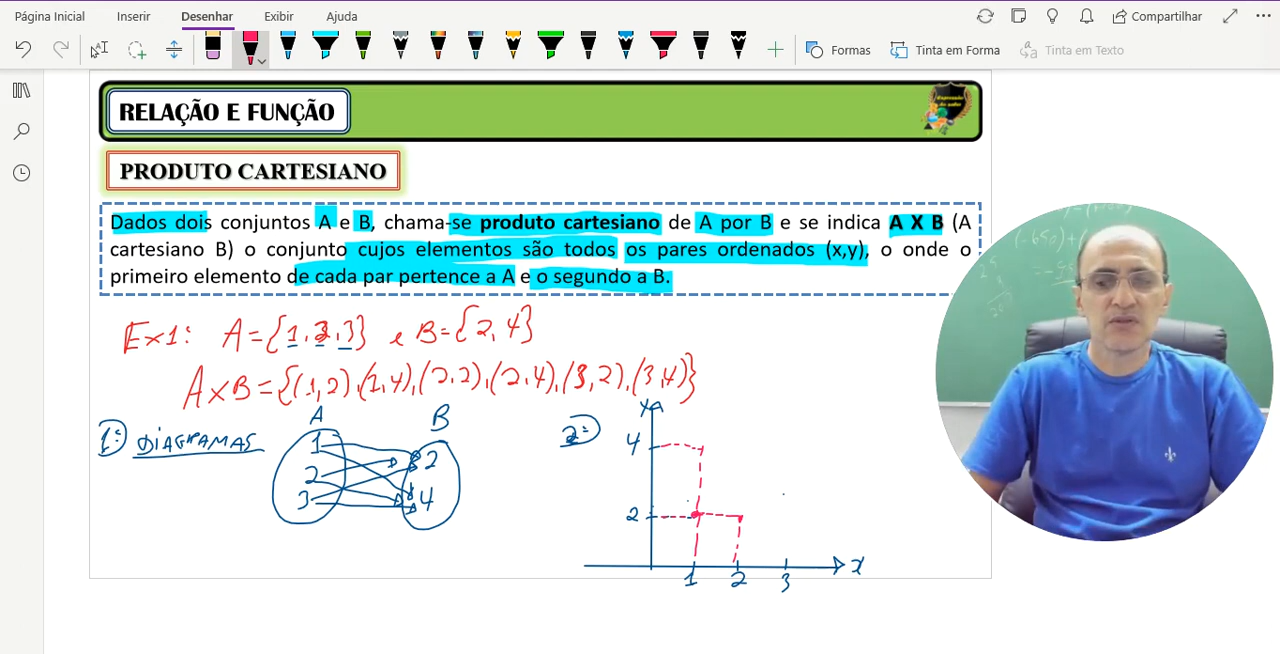 Página Inicial Inserir Desenhar Exibir Ajuda Compartilhar
Formas Tinta em Forma Tinta em Texto
RELAÇÃO E FUNÇÃO
PRODUTO CARTESIANO
Dados dois conjuntos A e B, chama-se produto cartesiano de A por B e se indica A X B (A
cartesiano B) o conjunto cujos elementos são todos os pares ordenados (x,y), o onde o
primeiro elemento de cada par pertence a A e o segundo a B.
Ex1: A={1,2,3} e B={2,4}
AxB={(1,2),(1,4),(2,2),(2,4),(3,2),(3,4)}
1º) DIAGRAMAS
A B
1
2 2
3 4
2º)
Y
4
2
1 2 3 x